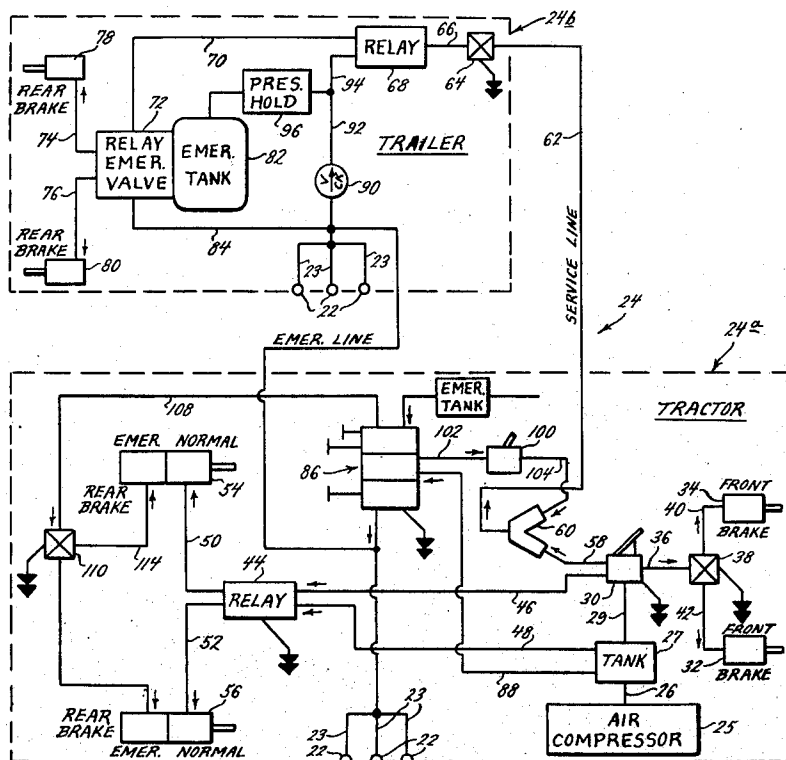 24b
78
70
66
RELAY
68
64
REAR
BRAKE
94
PRES.
HOLD
96
72
74
RELAY
EMER.
VALVE
EMER.
TANK
82
92
TRAILER
62
76
V
CK
90
REAR
BRAKE
80
84
23
23
22
EMER. LINE
SERVICE LINE
24
24a
108
EMER.
TANK
TRACTOR
EMER. NORMAL
54
REAR
BRAKE
86
102
100
104
60
34
FRONT
BRAKE
40
110
114
50
44
RELAY
58
36
38
30
46
29
42
FRONT
BRAKE
32
52
48
TANK
27
88
26
REAR
BRAKE
56
EMER. NORMAL
23
23
22
22
AIR
COMPRESSOR
25